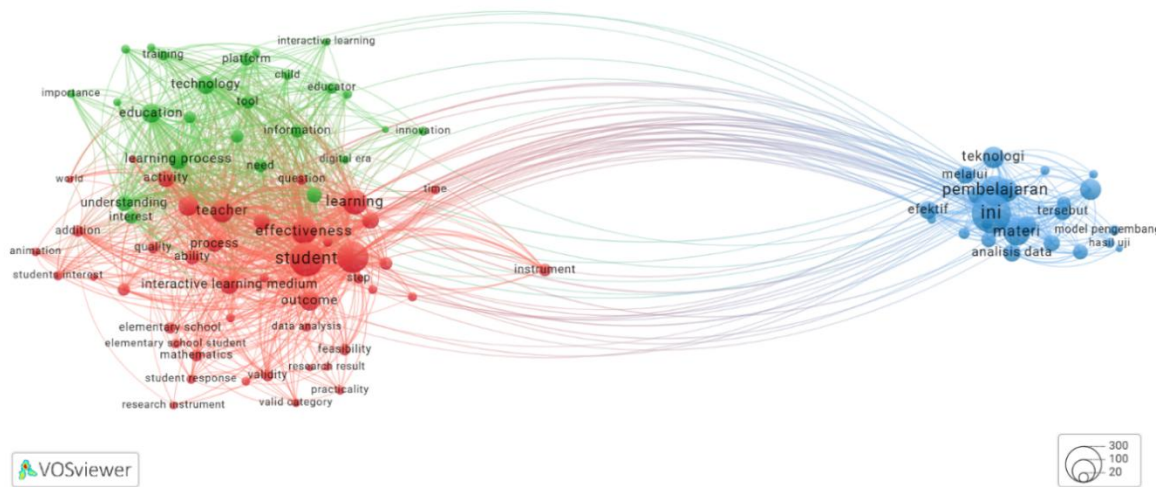 interactive learning
training
platform
technology
child
importance
educator
tool
education
information
innovation
learning process
need
digital era
activity
question
world
time
understanding
learning
interest
teacher
addition
effectiveness
quality
process
animation
ability
student
students interest
step
instrument
interactive learning medium
outcome
elementary school
data analysis
elementary school student
mathematics
feasibility
research result
student response
validity
practicality
research instrument
valid category
teknologi
melalui
pembelajaran
efektif
ini
tersebut
materi
model pengembang
hasil uji
analisis data
VOSviewer
300
100
20